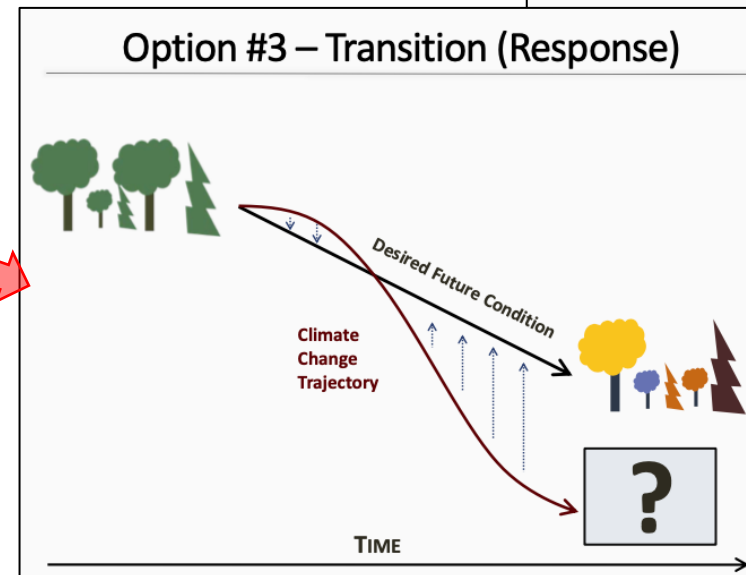 Option #3 – Transition (Response)
Desired Future Condition
Climate
Change
Trajectory
?
TIME